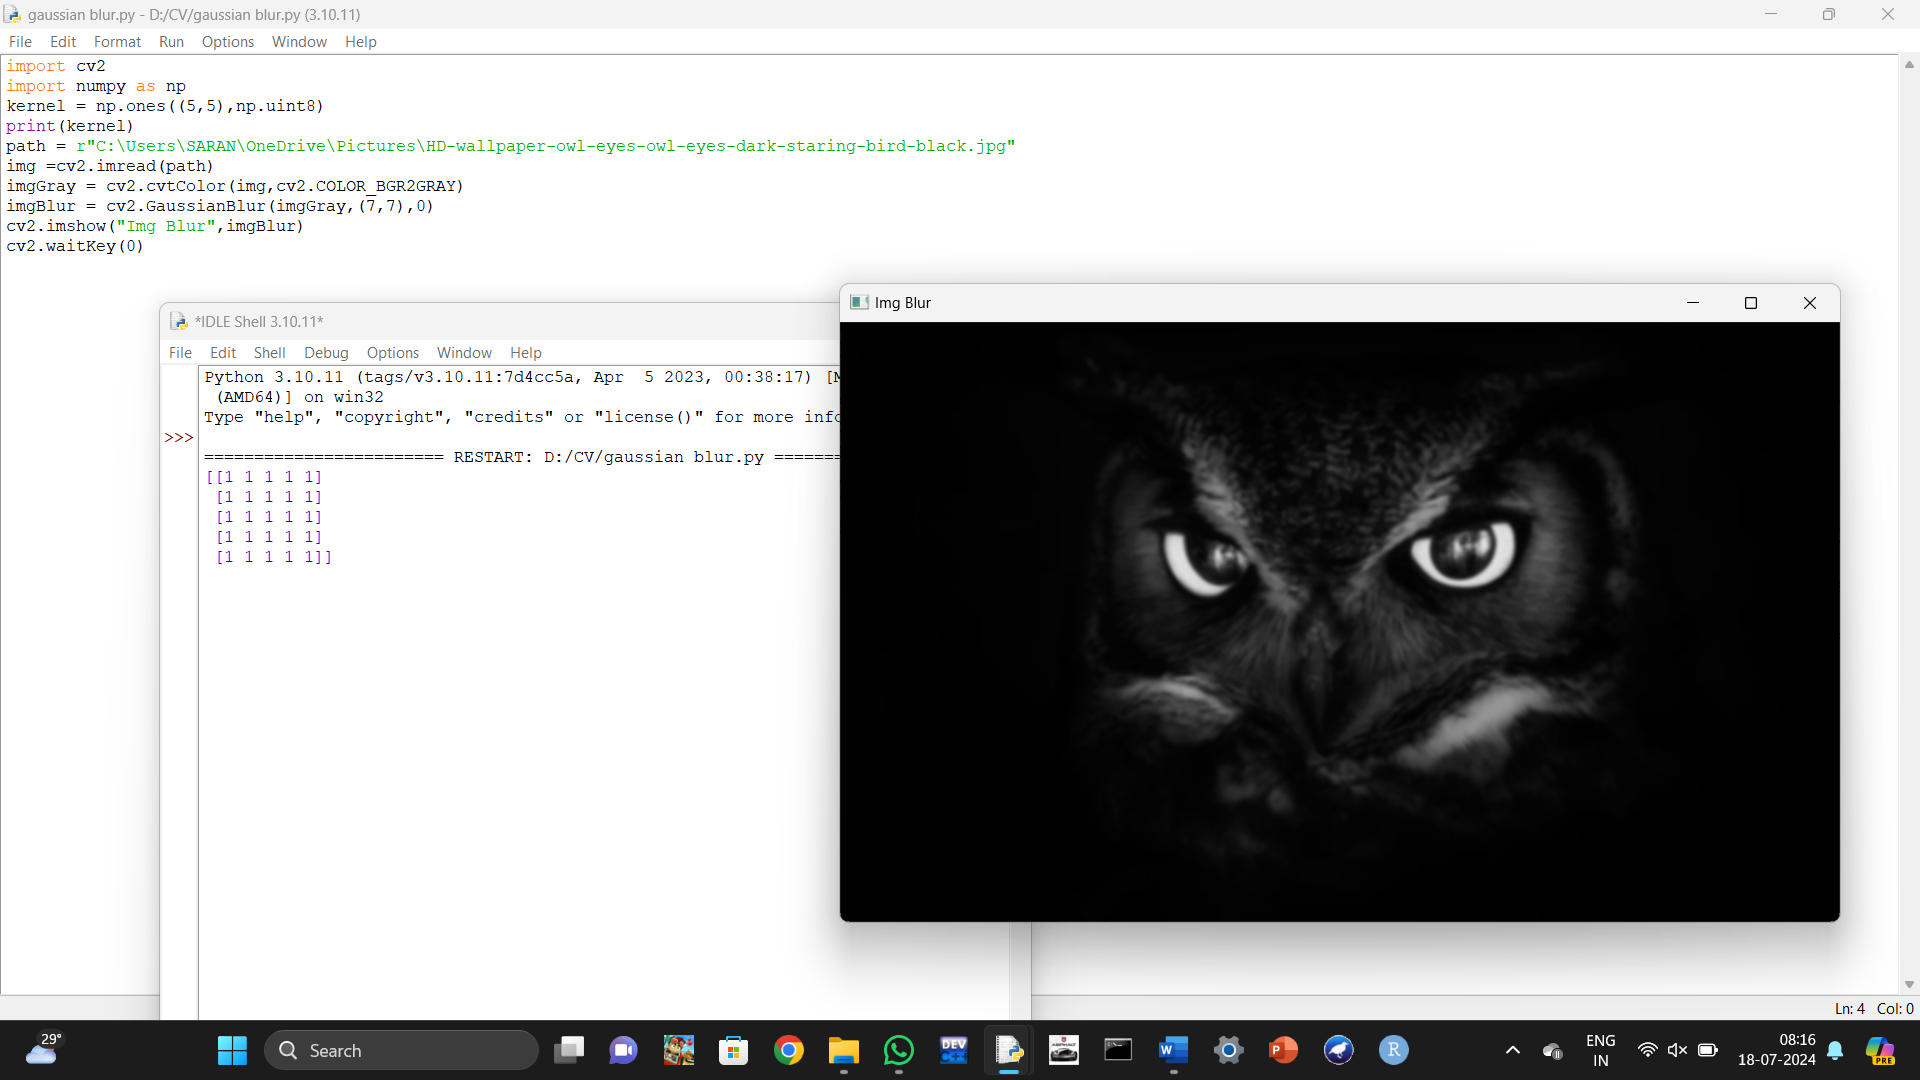 gaussian blur.py - D:/CV/gaussian blur.py (3.10.11)
File Edit Format Run Options Window Help
import cv2
import numpy as np
kernel = np.ones((5,5),np.uint8)
print(kernel)
path = r"C:\Users\SARAN\OneDrive\Pictures\HD-wallpaper-owl-eyes-owl-eyes-dark-staring-bird-black.jpg"
img =cv2.imread(path)
imgGray = cv2.cvtColor(img,cv2.COLOR_BGR2GRAY)
imgBlur = cv2.GaussianBlur(imgGray,(7,7),0)
cv2.imshow("Img Blur",imgBlur)
cv2.waitKey(0)
Img Blur
*IDLE Shell 3.10.11*
File Edit Shell Debug Options Window Help
Python 3.10.11 (tags/v3.10.11:7d4cc5a, Apr  5 2023, 00:38:17) [M
(AMD64)] on win32
Type "help", "copyright", "credits" or "license()" for more info
>>>
======================== RESTART: D:/CV/gaussian blur.py =======
[[1 1 1 1 1]
[1 1 1 1 1]
[1 1 1 1 1]
[1 1 1 1 1]
[1 1 1 1 1]]
Ln: 4 Col: 0
29°
Search
DEV
C++
ASPHALT
W
P
R
ENG
IN
08:16
18-07-2024
PRE